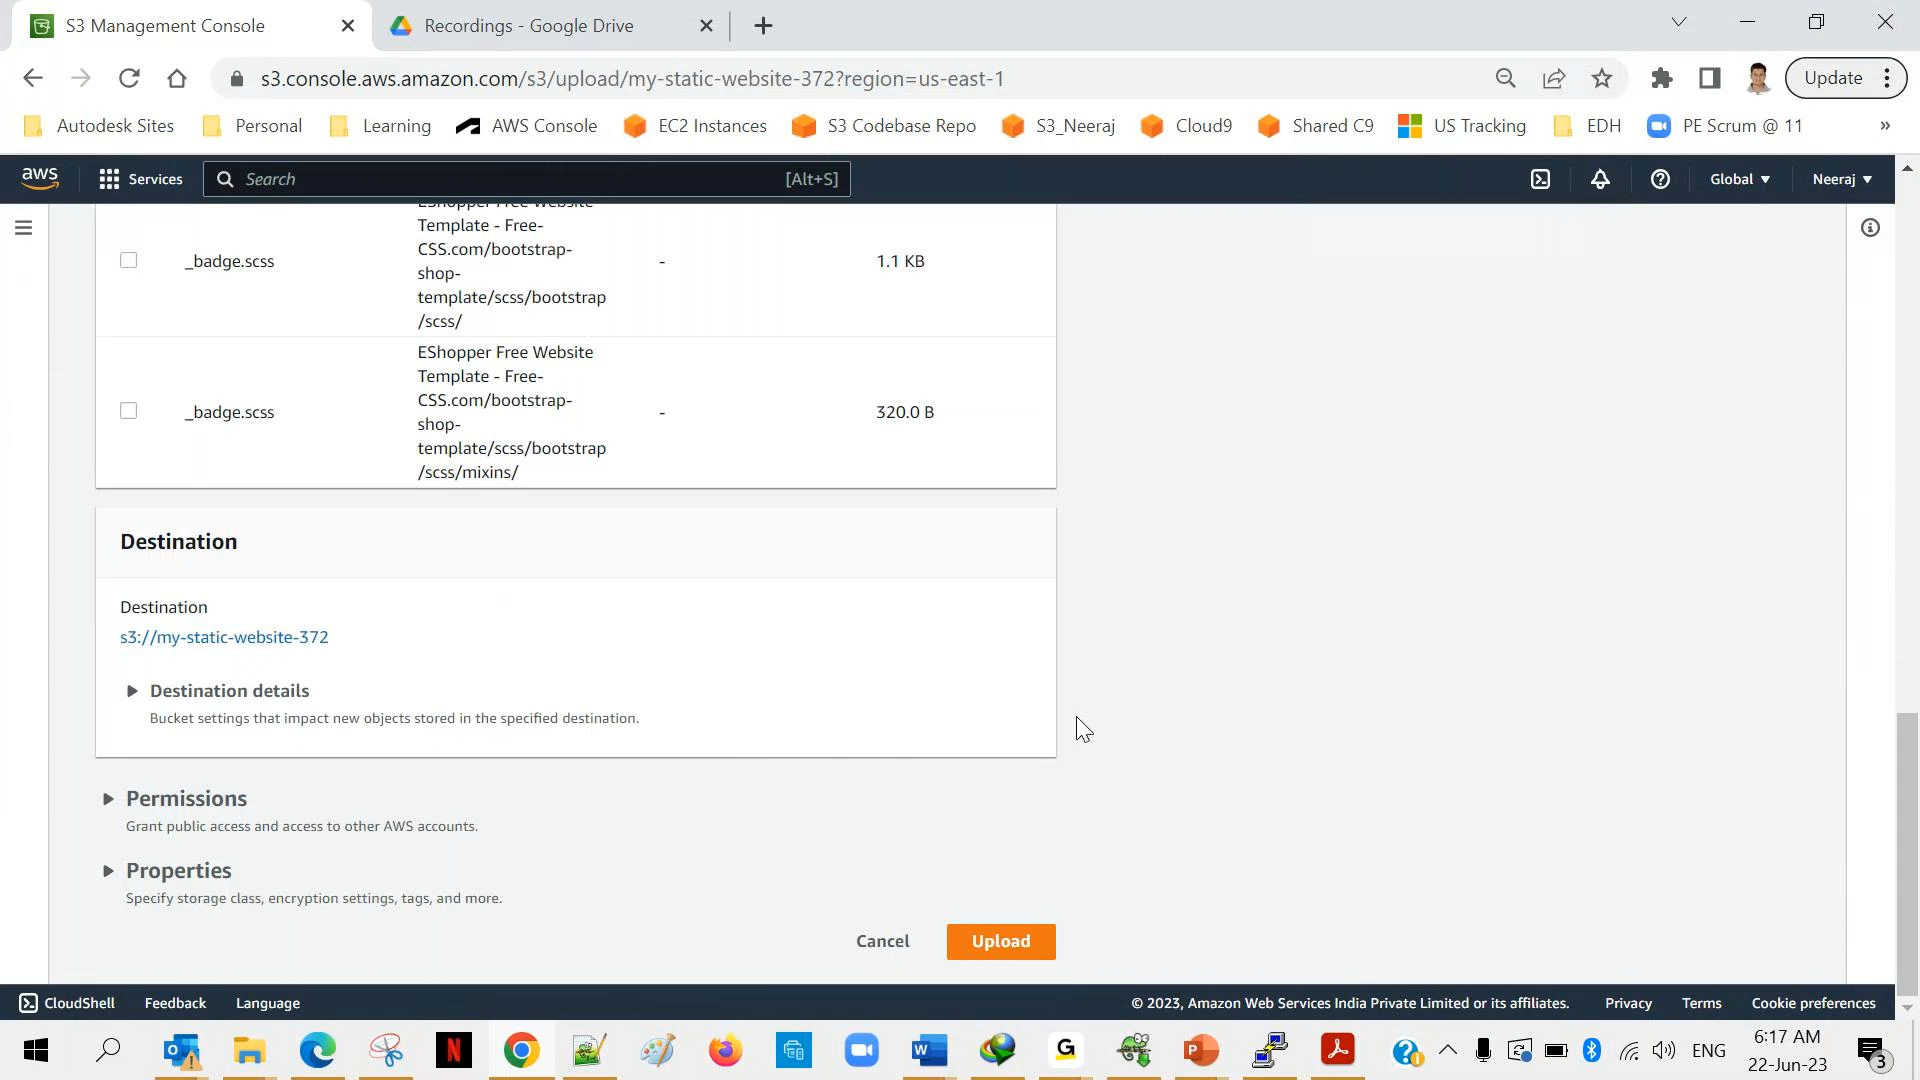 S3 Management Console
Recordings - Google Drive
s3.console.aws.amazon.com/s3/upload/my-static-website-372?region=us-east-1
Update
Autodesk Sites
Personal
Learning
AWS Console
EC2 Instances
S3 Codebase Repo
S3_Neeraj
Cloud9
Shared C9
US Tracking
EDH
PE Scrum @ 11
»
aws
Services
Search
[Alt+S]
Global
Neeraj
EShopper Free Website
Template - Free-
CSS.com/bootstrap-
shop-
template/scss/bootstrap
/scss/
_badge.scss
-
1.1 KB
EShopper Free Website
Template - Free-
CSS.com/bootstrap-
shop-
template/scss/bootstrap
/scss/mixins/
_badge.scss
-
320.0 B
Destination
Destination
s3://my-static-website-372
Destination details
Bucket settings that impact new objects stored in the specified destination.
Permissions
Grant public access and access to other AWS accounts.
Properties
Specify storage class, encryption settings, tags, and more.
Cancel
Upload
CloudShell
Feedback
Language
© 2023, Amazon Web Services India Private Limited or its affiliates.
Privacy
Terms
Cookie preferences
ENG
6:17 AM
22-Jun-23
3